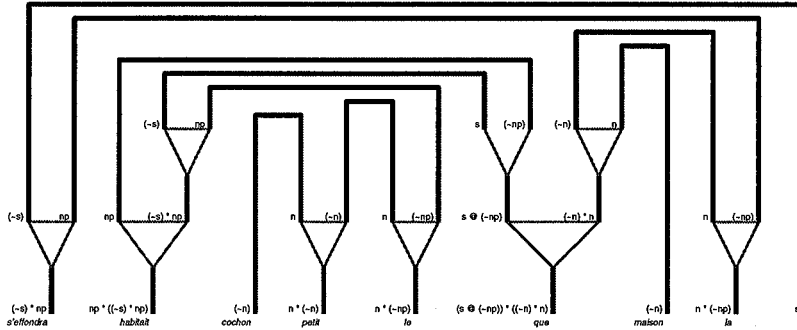 (~s) np s (~np) (~n) n
(~s) np np (~s) * np n (~n) n (~np) s @ (~np) (~n) * n n (~np)
(~s) * np np * ((~s) * np) (~n) n * (~n) n * (~np) (s @ (~np)) * ((~n) * n) (~n) n * (~np) s
s'effondra habitait cochon petit le que maison la